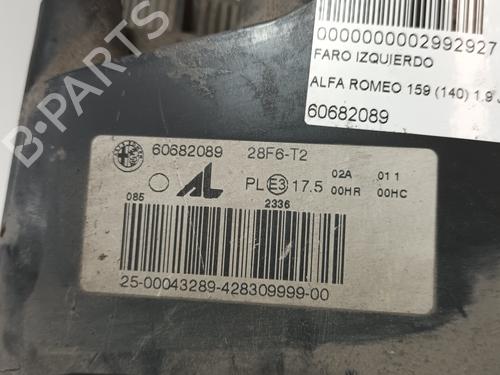 0000000002992927
FARO IZQUIERDO
ALFA ROMEO 159 (140) 1.9
60682089
60682089 28F6-T2
AL PL E3 17.5 02A 01 1
00HR 00HC
085 2336
25-00043289-428309999-00
B-PARTS